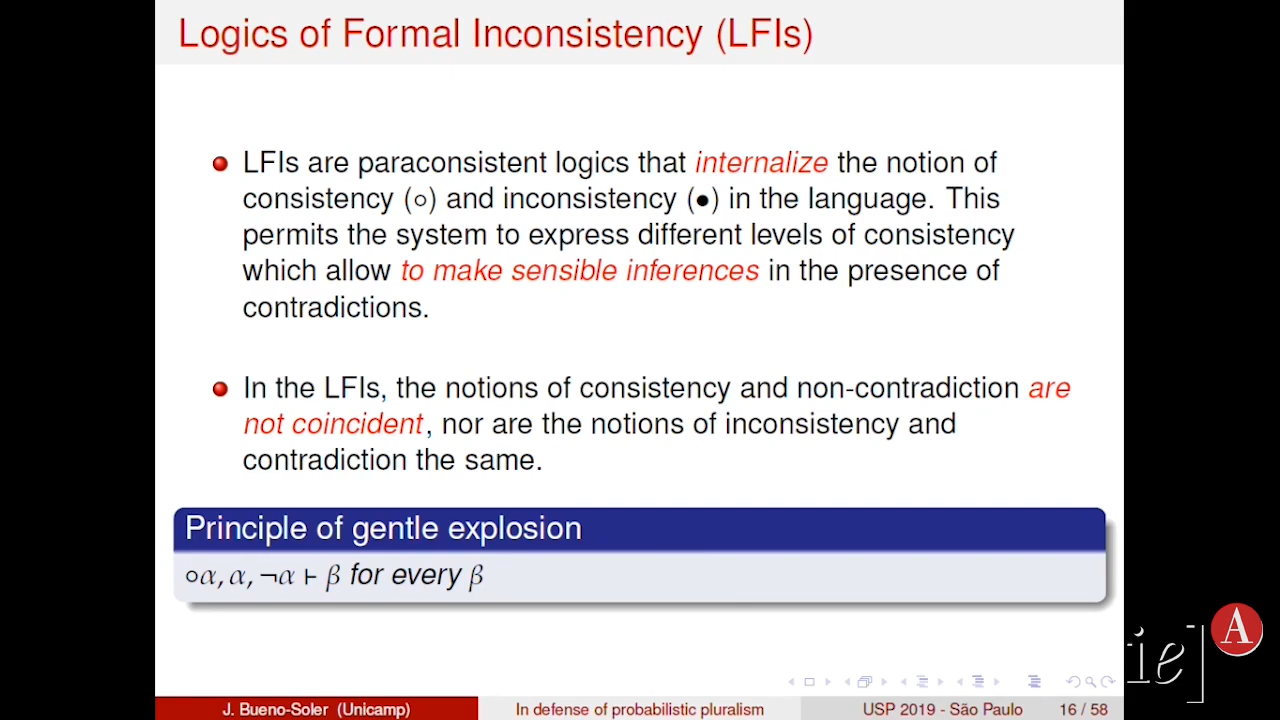 Logics of Formal Inconsistency (LFIs)
LFIs are paraconsistent logics that internalize the notion of
consistency (∘) and inconsistency (•) in the language. This
permits the system to express different levels of consistency
which allow to make sensible inferences in the presence of
contradictions.
In the LFIs, the notions of consistency and non-contradiction are
not coincident, nor are the notions of inconsistency and
contradiction the same.
Principle of gentle explosion
∘α, α, ¬α ⊢ β for every β
ie]
A
J. Bueno-Soler (Unicamp)
In defense of probabilistic pluralism
USP 2019 - São Paulo
16 / 58